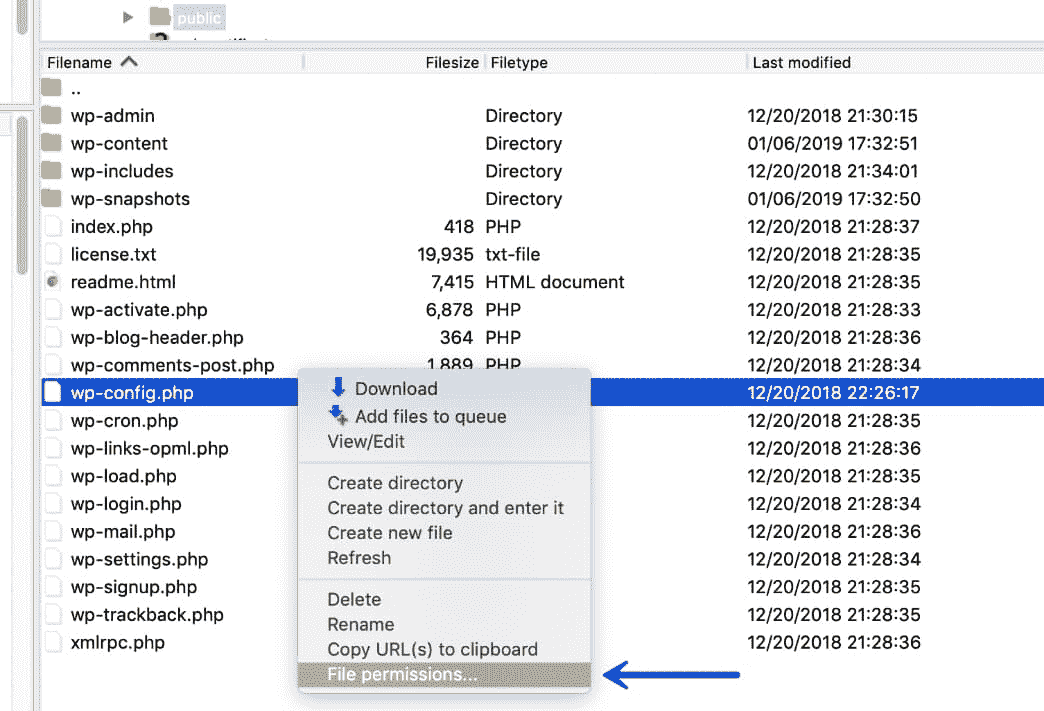 public
Filename Filesize Filetype Last modified
..
wp-admin Directory 12/20/2018 21:30:15
wp-content Directory 01/06/2019 17:32:51
wp-includes Directory 12/20/2018 21:34:01
wp-snapshots Directory 01/06/2019 17:32:50
index.php 418 PHP 12/20/2018 21:28:37
license.txt 19,935 txt-file 12/20/2018 21:28:35
readme.html 7,415 HTML document 12/20/2018 21:28:35
wp-activate.php 6,878 PHP 12/20/2018 21:28:33
wp-blog-header.php 364 PHP 12/20/2018 21:28:36
wp-comments-post.php 1,889 PHP 12/20/2018 21:28:34
wp-config.php 12/20/2018 22:26:17
wp-cron.php 12/20/2018 21:28:35
wp-links-opml.php 12/20/2018 21:28:36
wp-load.php 12/20/2018 21:28:35
wp-login.php 12/20/2018 21:28:34
wp-mail.php 12/20/2018 21:28:36
wp-settings.php 12/20/2018 21:28:34
wp-signup.php 12/20/2018 21:28:35
wp-trackback.php 12/20/2018 21:28:35
xmlrpc.php 12/20/2018 21:28:36
Download
Add files to queue
View/Edit
Create directory
Create directory and enter it
Create new file
Refresh
Delete
Rename
Copy URL(s) to clipboard
File permissions...